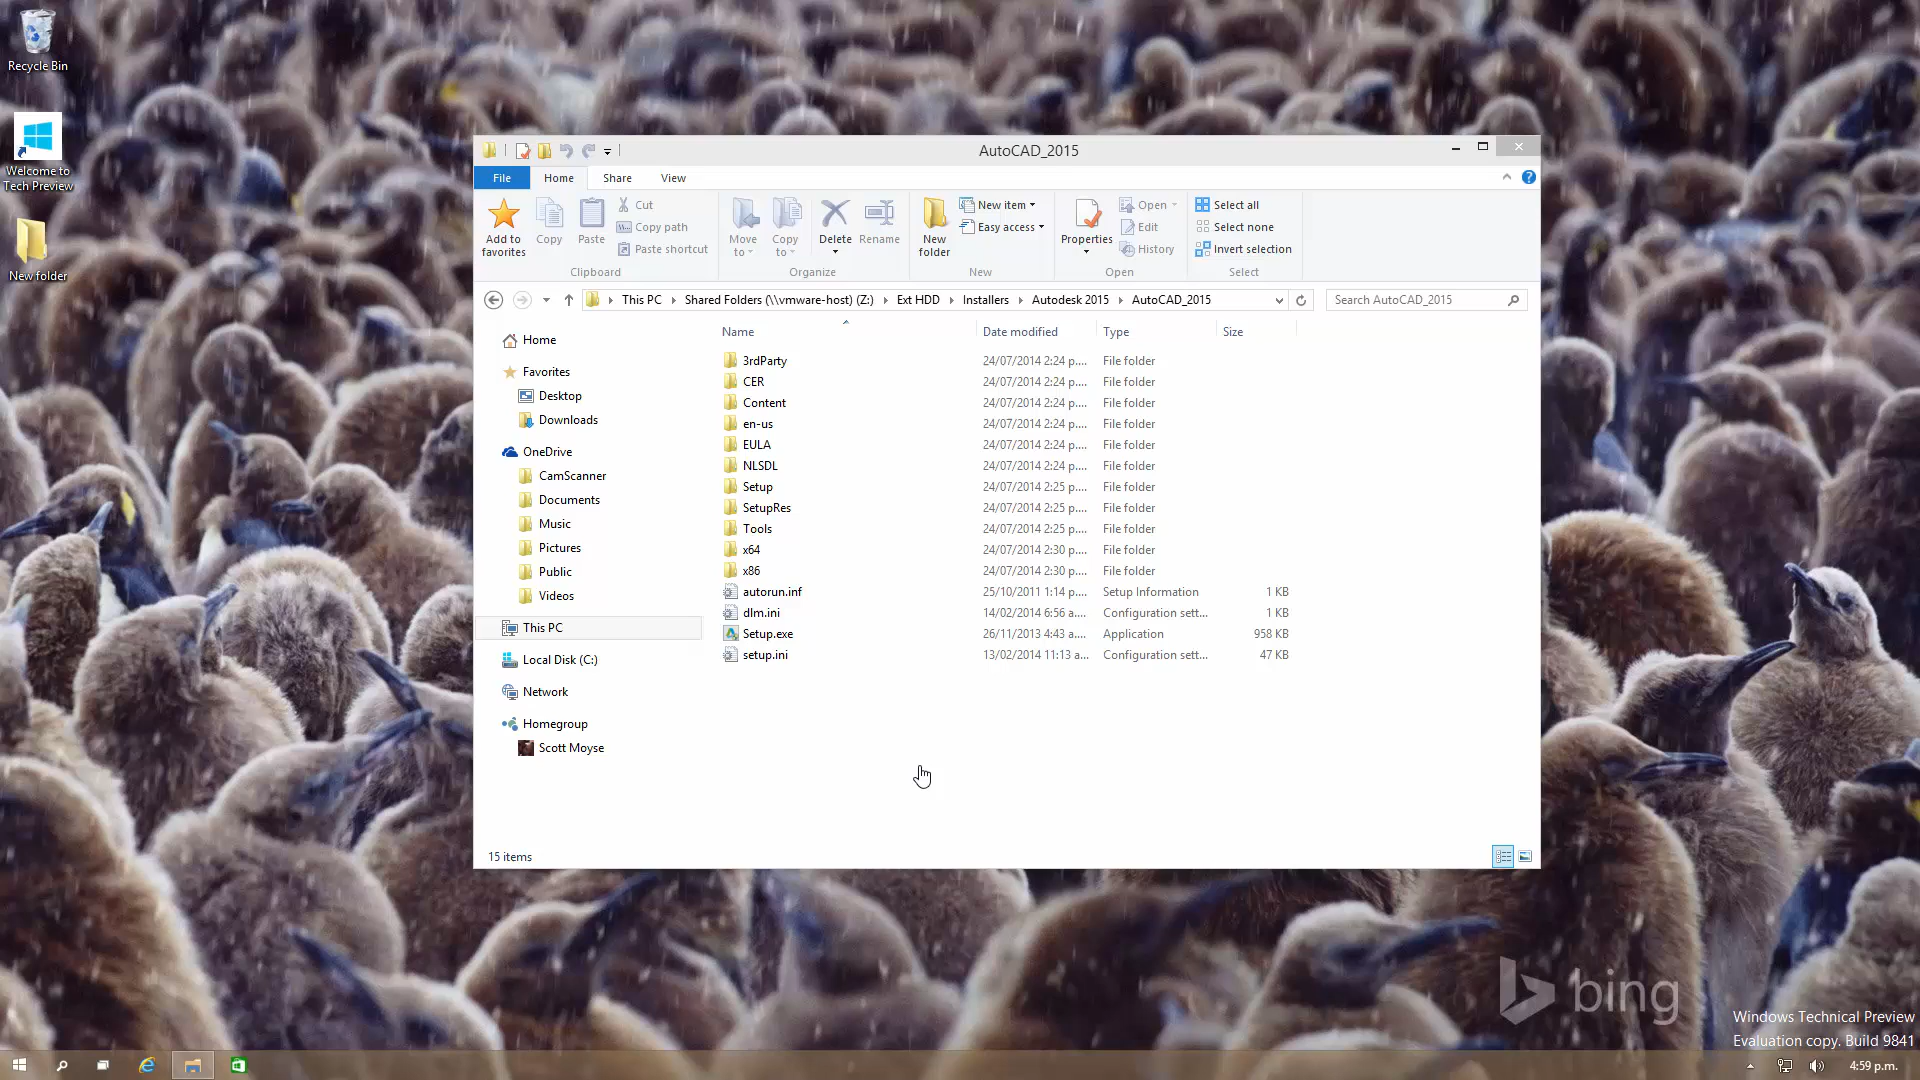 Recycle Bin
Welcome to
Tech Preview
New folder
AutoCAD_2015
File Home Share View
Add to
favorites
Copy
Paste
Cut
Copy path
Paste shortcut
Clipboard
Move
to
Copy
to
Delete
Rename
Organize
New
folder
New item
Easy access
New
Properties
Open
Edit
History
Open
Select all
Select none
Invert selection
Select
This PC Shared Folders (\\vmware-host) (Z:) Ext HDD Installers Autodesk 2015 AutoCAD_2015
Search AutoCAD_2015
Home
Favorites
Desktop
Downloads
OneDrive
CamScanner
Documents
Music
Pictures
Public
Videos
This PC
Local Disk (C:)
Network
Homegroup
Scott Moyse
Name Date modified Type Size
3rdParty 24/07/2014 2:24 p.... File folder
CER 24/07/2014 2:24 p.... File folder
Content 24/07/2014 2:24 p.... File folder
en-us 24/07/2014 2:24 p.... File folder
EULA 24/07/2014 2:24 p.... File folder
NLSDL 24/07/2014 2:24 p.... File folder
Setup 24/07/2014 2:25 p.... File folder
SetupRes 24/07/2014 2:25 p.... File folder
Tools 24/07/2014 2:25 p.... File folder
x64 24/07/2014 2:30 p.... File folder
x86 24/07/2014 2:30 p.... File folder
autorun.inf 25/10/2011 1:14 p.... Setup Information 1 KB
dlm.ini 14/02/2014 6:56 a.... Configuration sett... 1 KB
Setup.exe 26/11/2013 4:43 a.... Application 958 KB
setup.ini 13/02/2014 11:13 a... Configuration sett... 47 KB
15 items
bing
Windows Technical Preview
Evaluation copy. Build 9841
4:59 p.m.